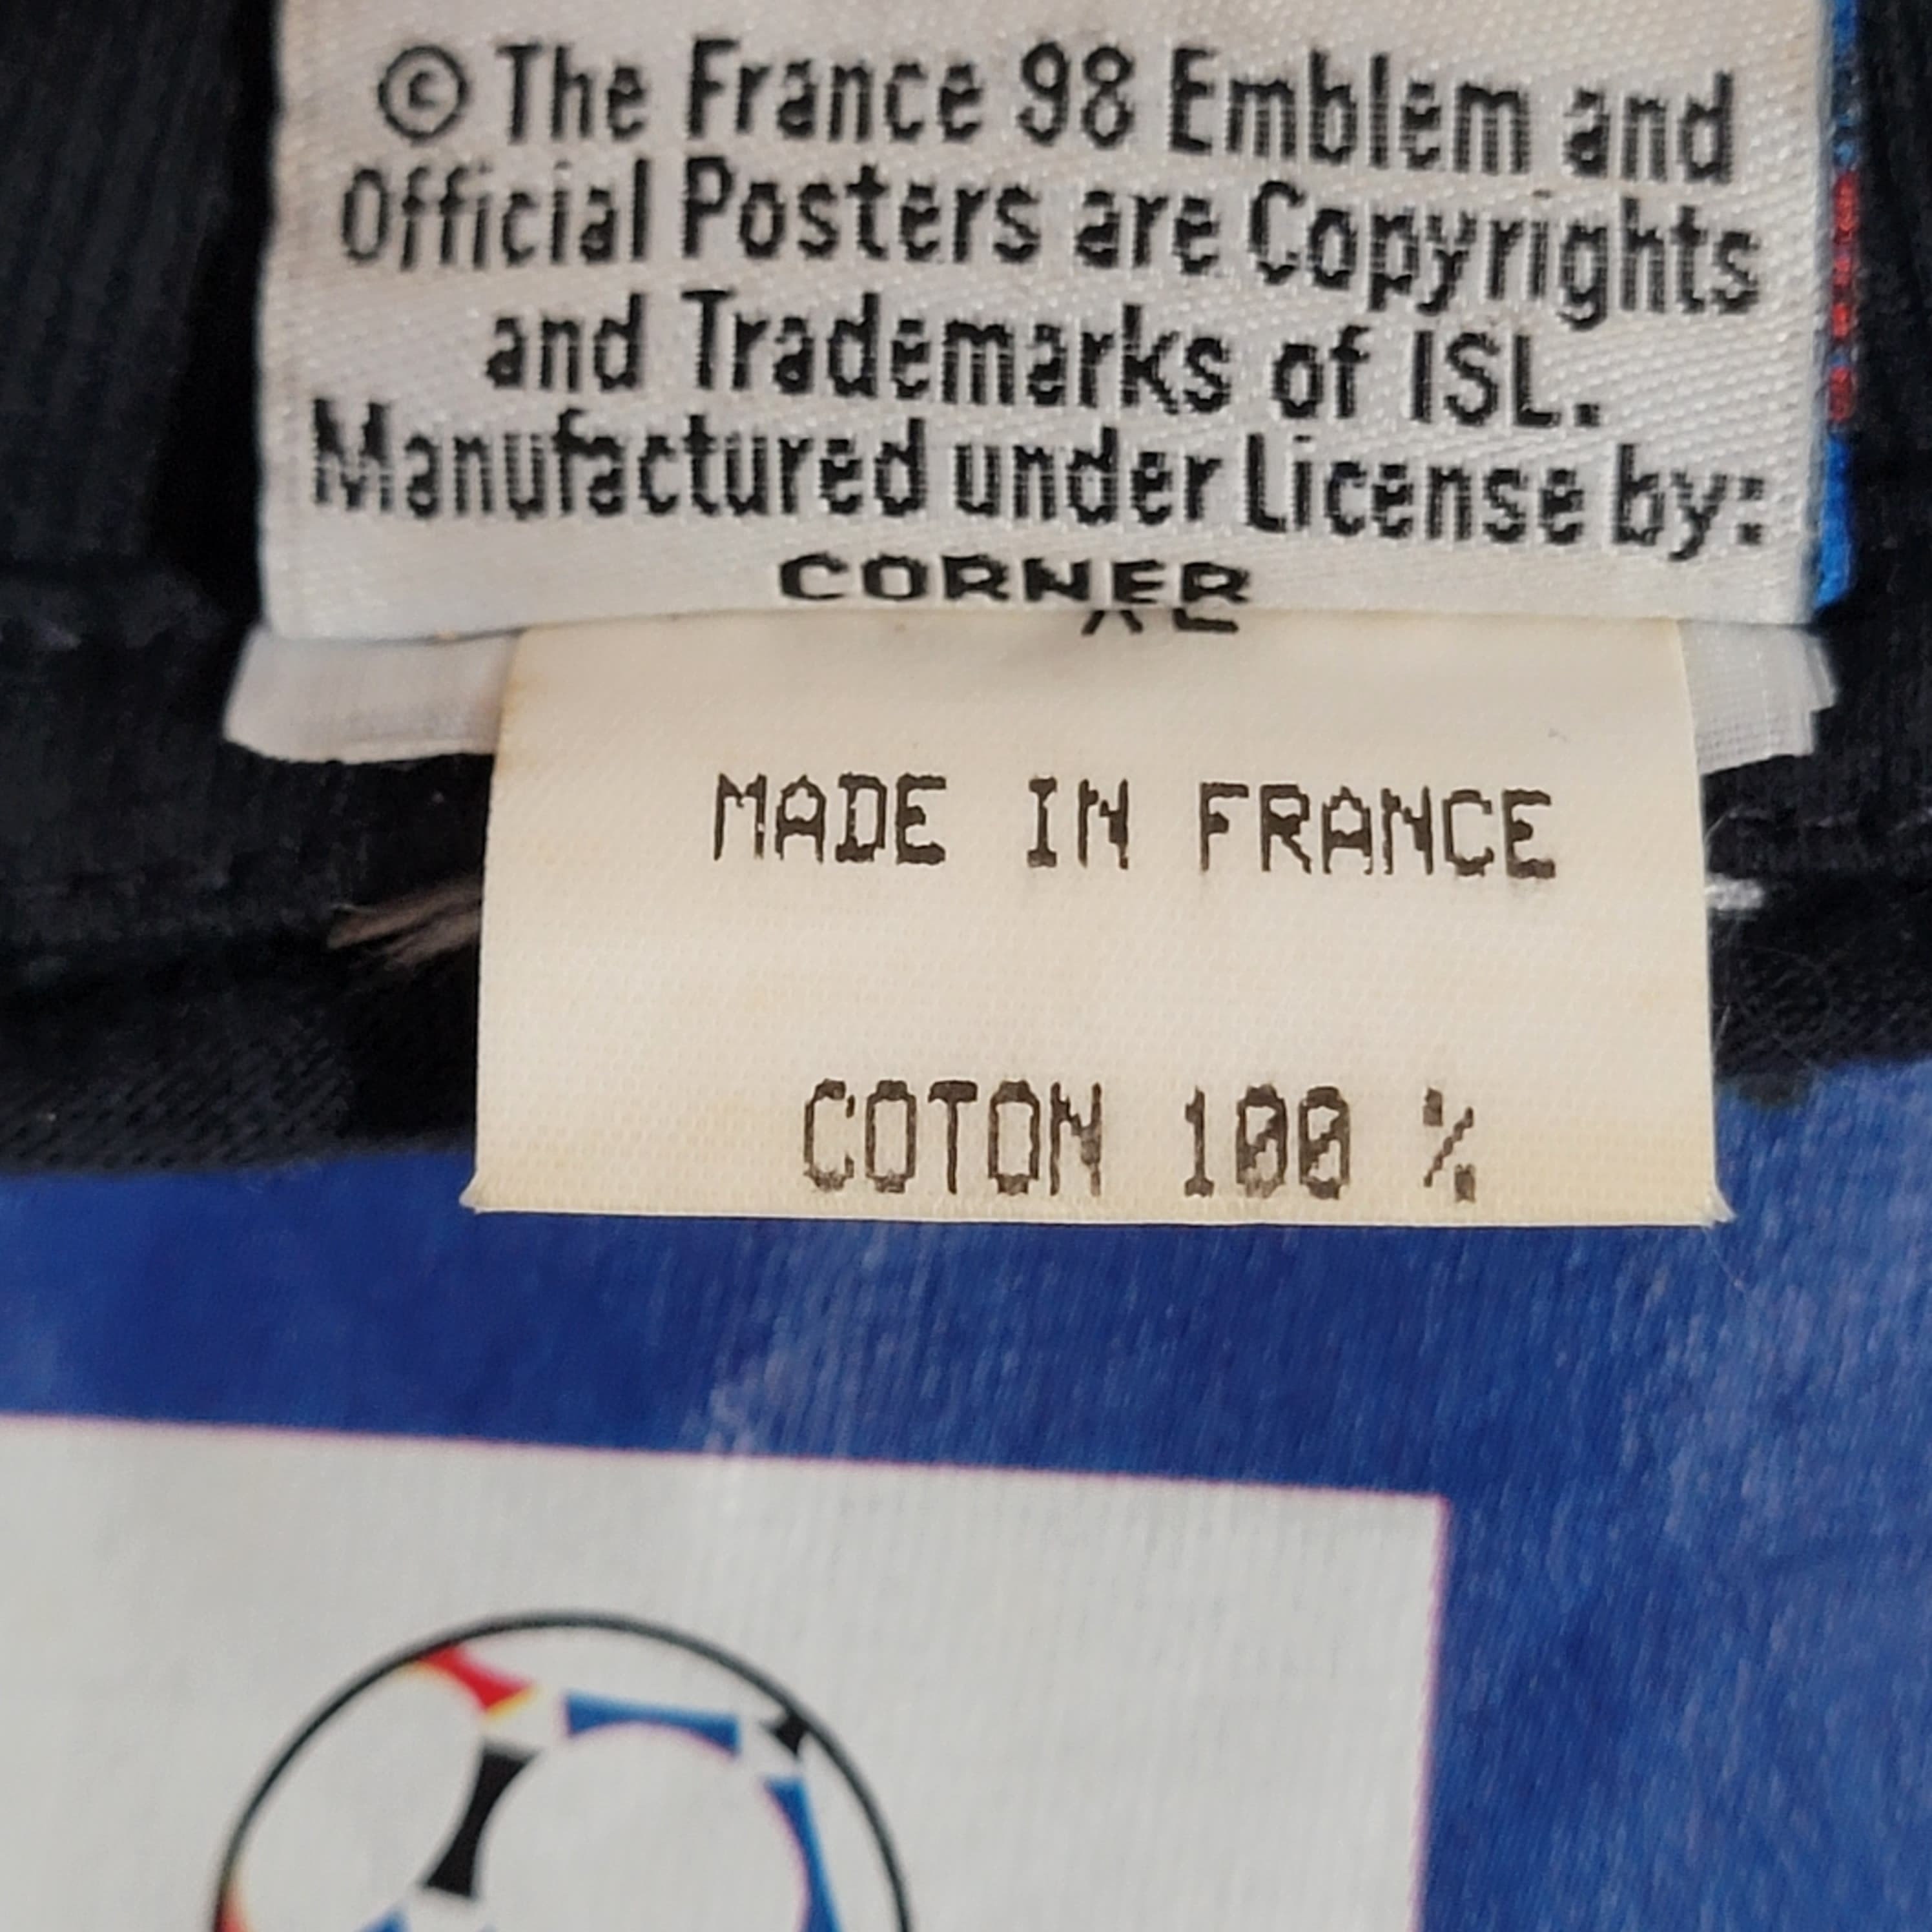 © The France 98 Emblem and
Official Posters are Copyrights
and Trademarks of ISL.
Manufactured under License by:
CORNER
XL
MADE IN FRANCE
COTON 100 %